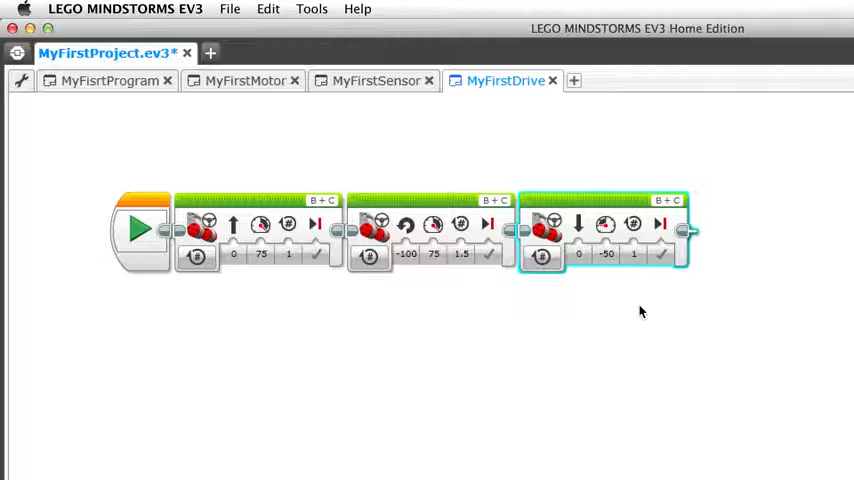 LEGO MINDSTORMS EV3 File Edit Tools Help
LEGO MINDSTORMS EV3 Home Edition
MyFirstProject.ev3*
MyFisrtProgram MyFirstMotor MyFirstSensor MyFirstDrive
B + C B + C B + C
# # #
# 0 75 1 # -100 75 1.5 # 0 -50 1